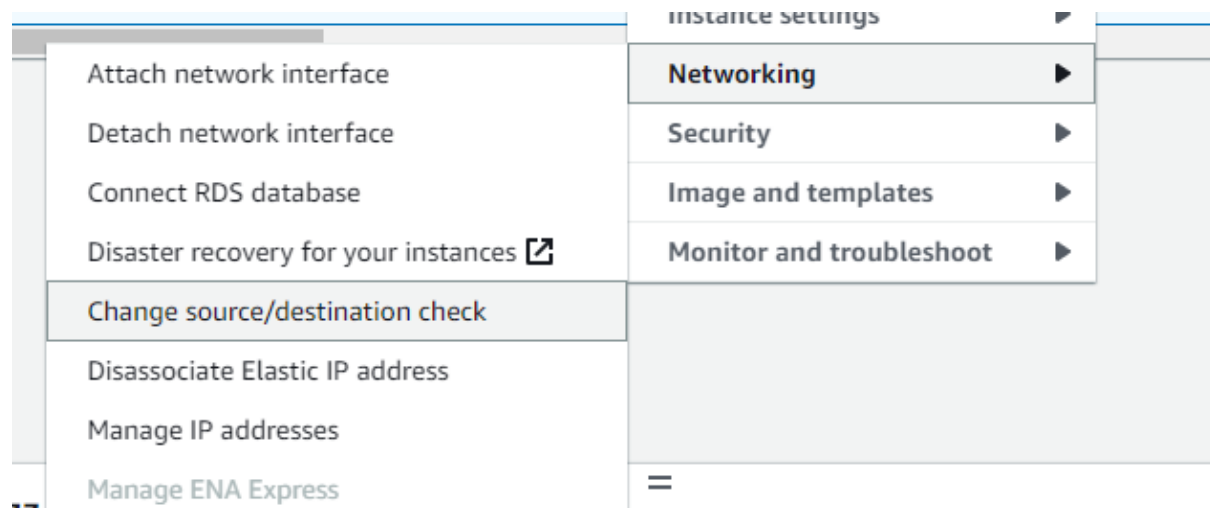 Instance settings
Networking
Security
Image and templates
Monitor and troubleshoot
Attach network interface
Detach network interface
Connect RDS database
Disaster recovery for your instances
Change source/destination check
Disassociate Elastic IP address
Manage IP addresses
Manage ENA Express